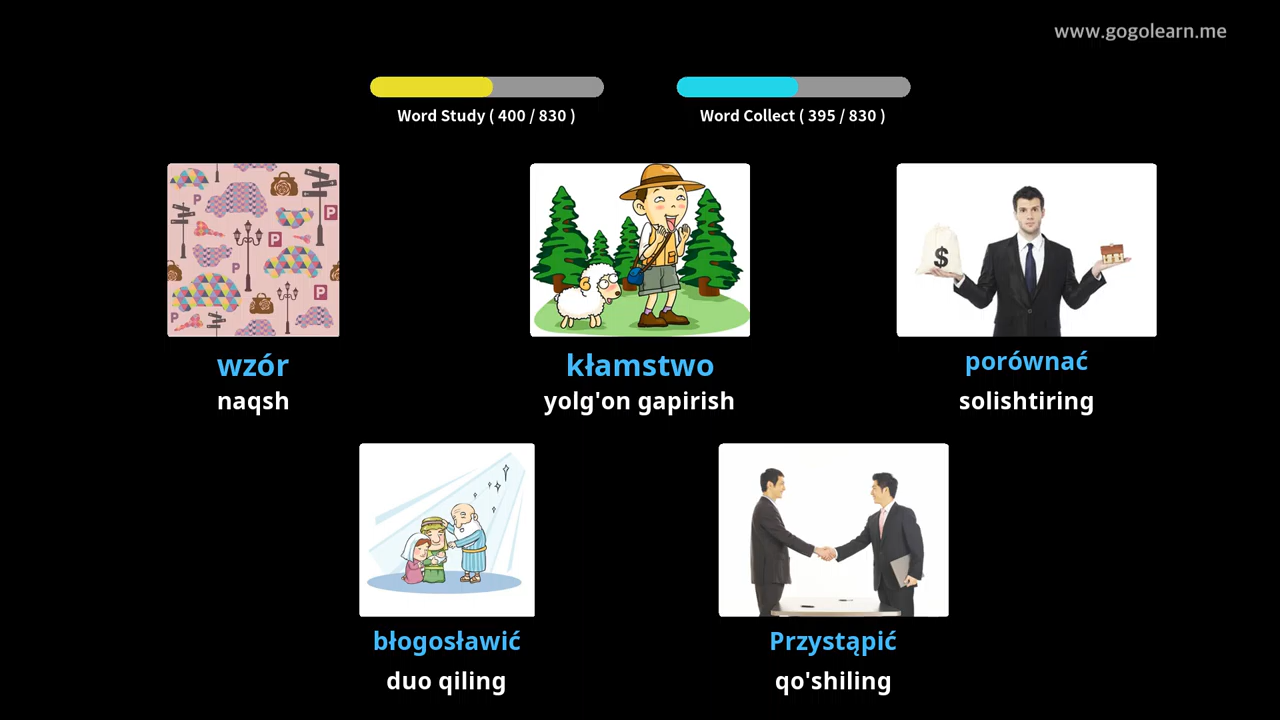 www.gogolearn.me
Word Study ( 400 / 830 )
Word Collect ( 395 / 830 )
P
P
P
P
P
P
$
wzór
naqsh
kłamstwo
yolg'on gapirish
porównać
solishtiring
błogosławić
duo qiling
Przystąpić
qo'shiling